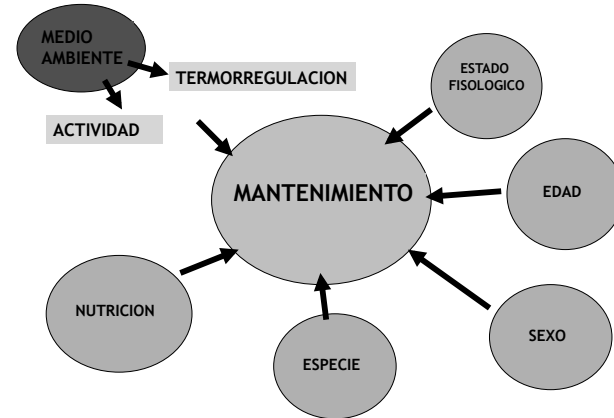 MEDIO
AMBIENTE
TERMORREGULACION
ACTIVIDAD
ESTADO
FISOLOGICO
MANTENIMIENTO
EDAD
NUTRICION
ESPECIE
SEXO